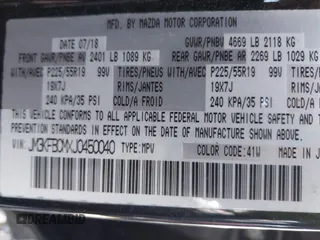 MFD BY MAZDA MOTOR CORPORATION
DATE 07/18 GVWR/PNBV 4669 LB 2118 KG
FRONT GAWR/PNBE AV 2401 LB 1089 KG REAR GAWR/PNBE AR 2269 LB 1029 KG
WITH/AVEC P225/55R19 99V TIRES/PNEUS WITH/AVEC P225/55R19 99V TIRES/PNEUS
19X7J RIMS/JANTES 19X7J RIMS/JANTES
240 KPA/35 PSI COLD/A FROID 240 KPA/35 PSI COLD/A FROID
THIS VEHICLE CONFORMS TO ALL APPLICABLE FEDERAL MOTOR VEHICLE
THEFT PREVENTION STANDARDS IN EFFECT ON THE DATE OF MANUFACTURE SHOWN ABOVE
VIN: JM3KFBCMXJ0450040 TYPE: MPV COLOR CODE: 41W MADE IN
© DREAMBID